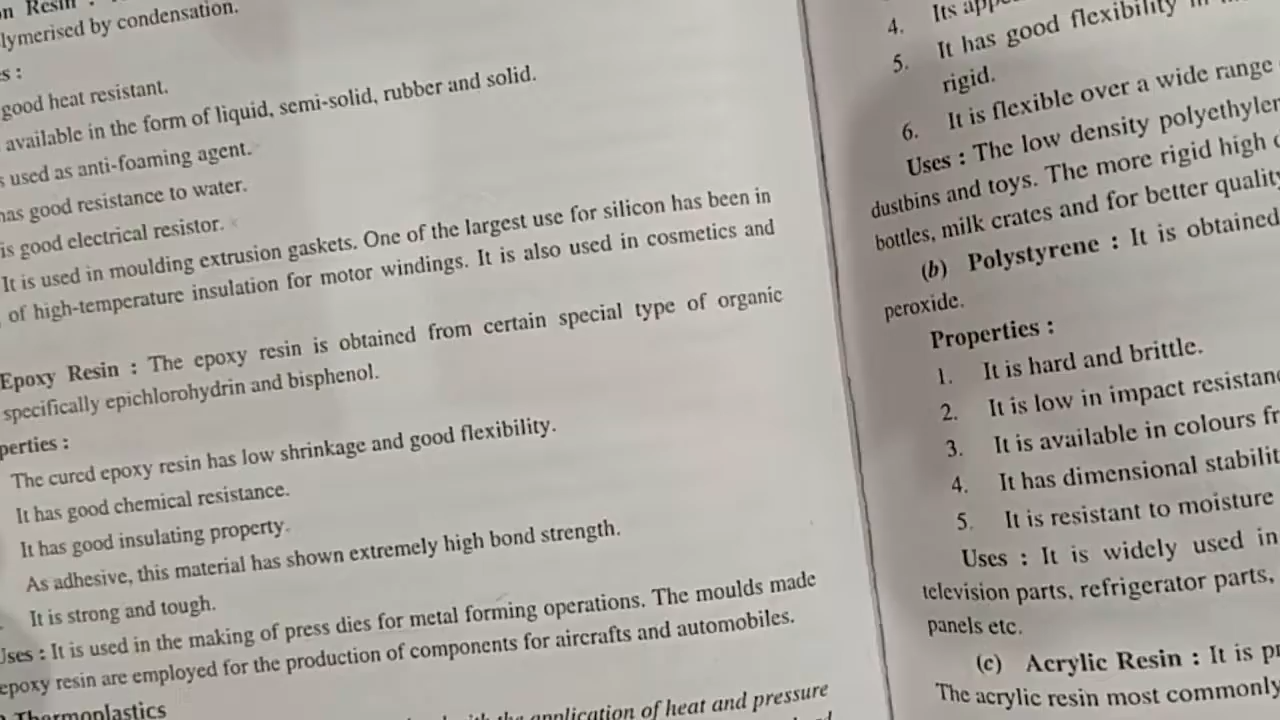 on Resin :
lymerised by condensation.
es :
good heat resistant.
available in the form of liquid, semi-solid, rubber and solid.
s used as anti-foaming agent.
has good resistance to water.
is good electrical resistor.
It is used in moulding extrusion gaskets. One of the largest use for silicon has been in
of high-temperature insulation for motor windings. It is also used in cosmetics and
Epoxy Resin : The epoxy resin is obtained from certain special type of organic
specifically epichlorohydrin and bisphenol.
perties :
The cured epoxy resin has low shrinkage and good flexibility.
It has good chemical resistance.
It has good insulating property.
As adhesive, this material has shown extremely high bond strength.
It is strong and tough.
Uses : It is used in the making of press dies for metal forming operations. The moulds made
epoxy resin are employed for the production of components for aircrafts and automobiles.
Thermoplastics
with the application of heat and pressure
4. Its appe
5. It has good flexibility in
rigid.
6. It is flexible over a wide range
Uses : The low density polyethylen
dustbins and toys. The more rigid high
bottles, milk crates and for better quality
(b) Polystyrene : It is obtained
peroxide.
Properties :
1. It is hard and brittle.
2. It is low in impact resistanc
3. It is available in colours fr
4. It has dimensional stabilit
5. It is resistant to moisture
Uses : It is widely used in
television parts, refrigerator parts,
panels etc.
(c) Acrylic Resin : It is pr
The acrylic resin most commonly